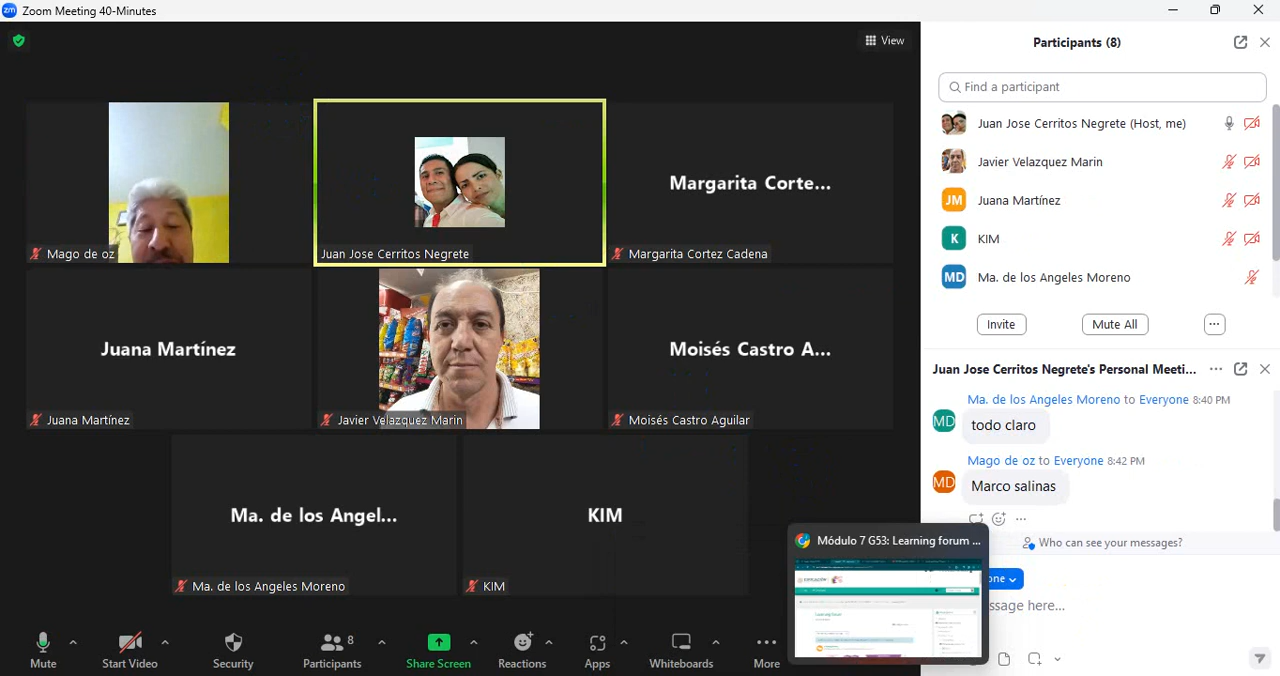 Zoom Meeting 40-Minutes
View
Mago de oz
Juan Jose Cerritos Negrete
Margarita Corte...
Margarita Cortez Cadena
Juana Martínez
Juana Martínez
Javier Velazquez Marin
Moisés Castro A...
Moisés Castro Aguilar
Ma. de los Angel...
Ma. de los Angeles Moreno
KIM
KIM
Mute
Start Video
Security
8
Participants
Share Screen
Reactions
Apps
Whiteboards
More
Módulo 7 G53: Learning forum ...
Participants (8)
Find a participant
Juan Jose Cerritos Negrete (Host, me)
Javier Velazquez Marin
JM Juana Martínez
K KIM
MD Ma. de los Angeles Moreno
Invite
Mute All
Juan Jose Cerritos Negrete's Personal Meeti...
Ma. de los Angeles Moreno to Everyone 8:40 PM
MD todo claro
Mago de oz to Everyone 8:42 PM
MD Marco salinas
Who can see your messages?
one
ssage here...